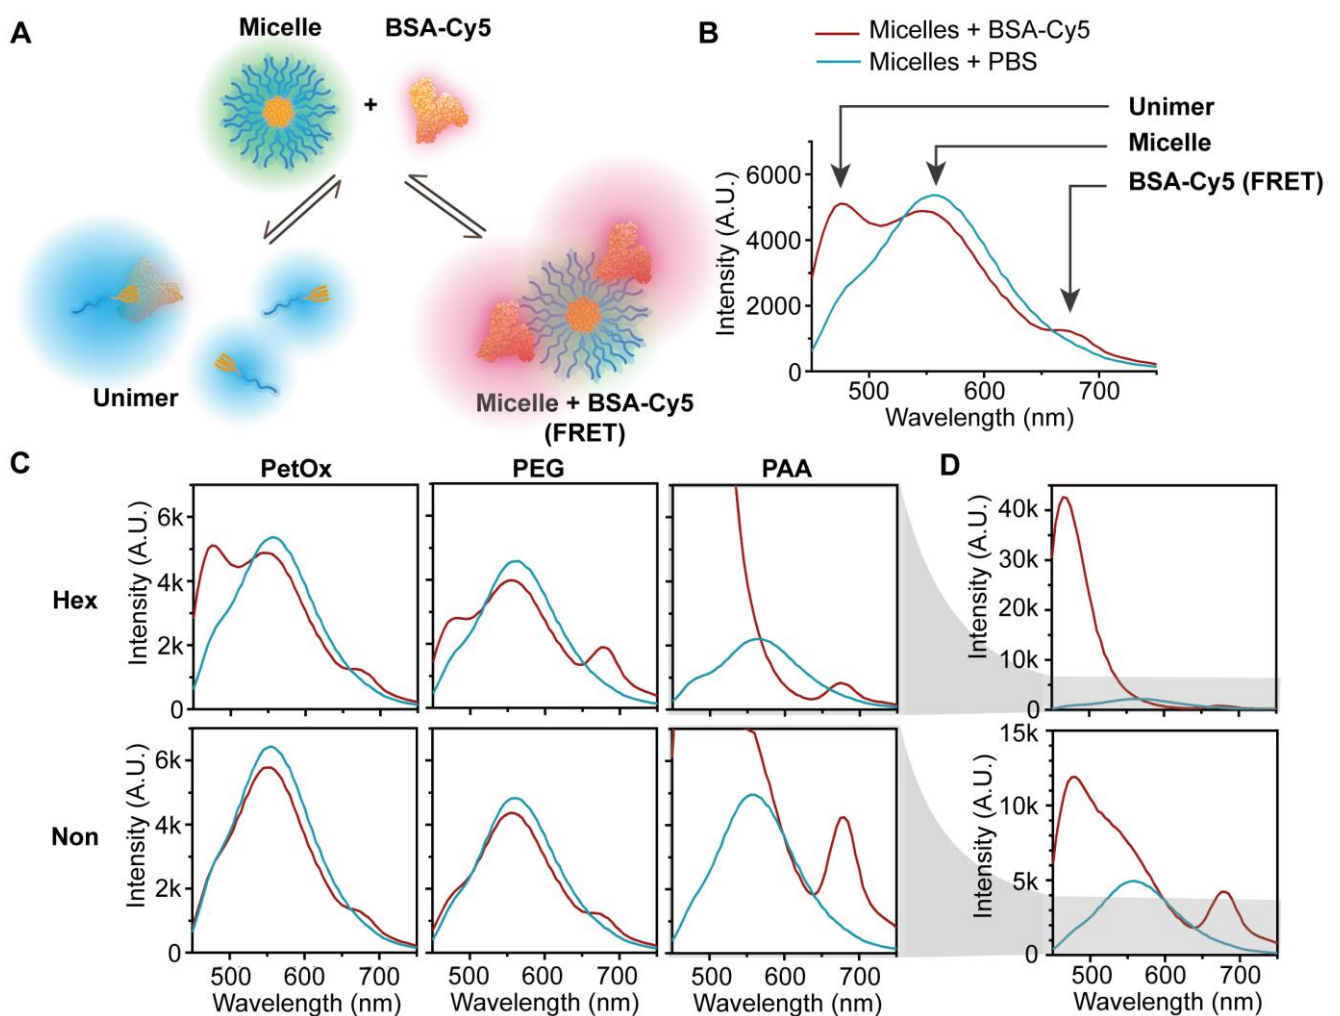 A
Micelle
BSA-Cy5
+
Unimer
Micelle + BSA-Cy5
(FRET)
B
Micelles + BSA-Cy5
Micelles + PBS
Unimer
Micelle
BSA-Cy5 (FRET)
Intensity (A.U.)
6000
4000
2000
0
500
600
700
Wavelength (nm)
C
PetOx
PEG
PAA
D
Hex
Intensity (A.U.)
6k
4k
2k
0
Intensity (A.U.)
40k
30k
20k
10k
0
Non
Intensity (A.U.)
6k
4k
2k
0
500 600 700
Wavelength (nm)
500 600 700
Wavelength (nm)
500 600 700
Wavelength (nm)
Intensity (A.U.)
15k
10k
5k
0
500 600 700
Wavelength (nm)